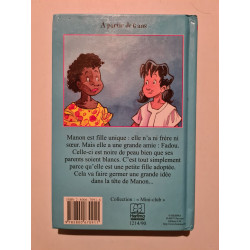 À partir de 6 ans
Manon est fille unique : elle n'a ni frère ni
sœur. Mais elle a une grande amie : Fadou.
Celle-ci est noire de peau bien que ses
parents soient blancs. C'est tout simplement
parce qu'elle est une petite fille adoptée.
Cela va faire germer une grande idée
dans la tête de Manon...
Collection : « Mini-club »